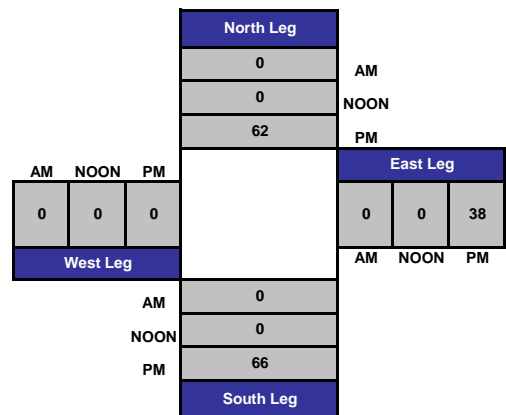 North Leg
0
AM
0
NOON
62
PM
East Leg
AM NOON PM
0 0 0
0 0 38
West Leg
AM NOON PM
AM
0
NOON
0
PM
66
South Leg